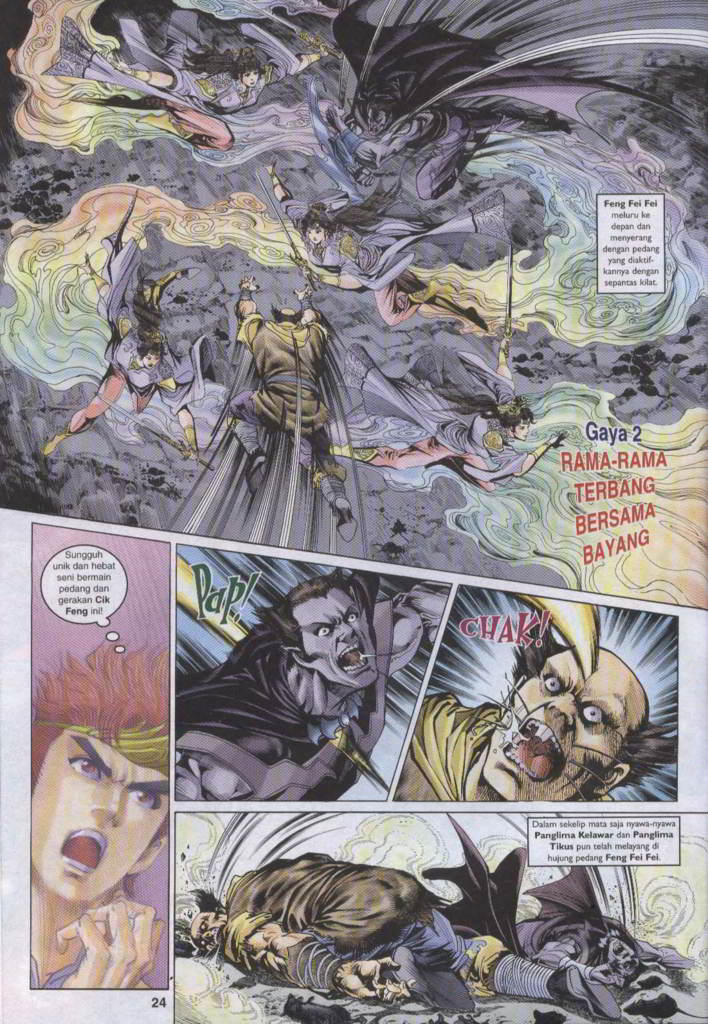 Feng Fei Fei
meluru ke
depan dan
menyerang
dengan pedang
yang diaktif-
kannya dengan
sepantas kilat.
Gaya 2
RAMA-RAMA
TERBANG
BERSAMA
BAYANG
Sungguh
unik dan hebat
seni bermain
pedang dan
gerakan Cik
Feng ini!
Pap!
CHAK!
Dalam sekelip mata saja nyawa-nyawa
Panglima Kelawar dan Panglima
Tikus pun telah melayang di
hujung pedang Feng Fei Fei.
24